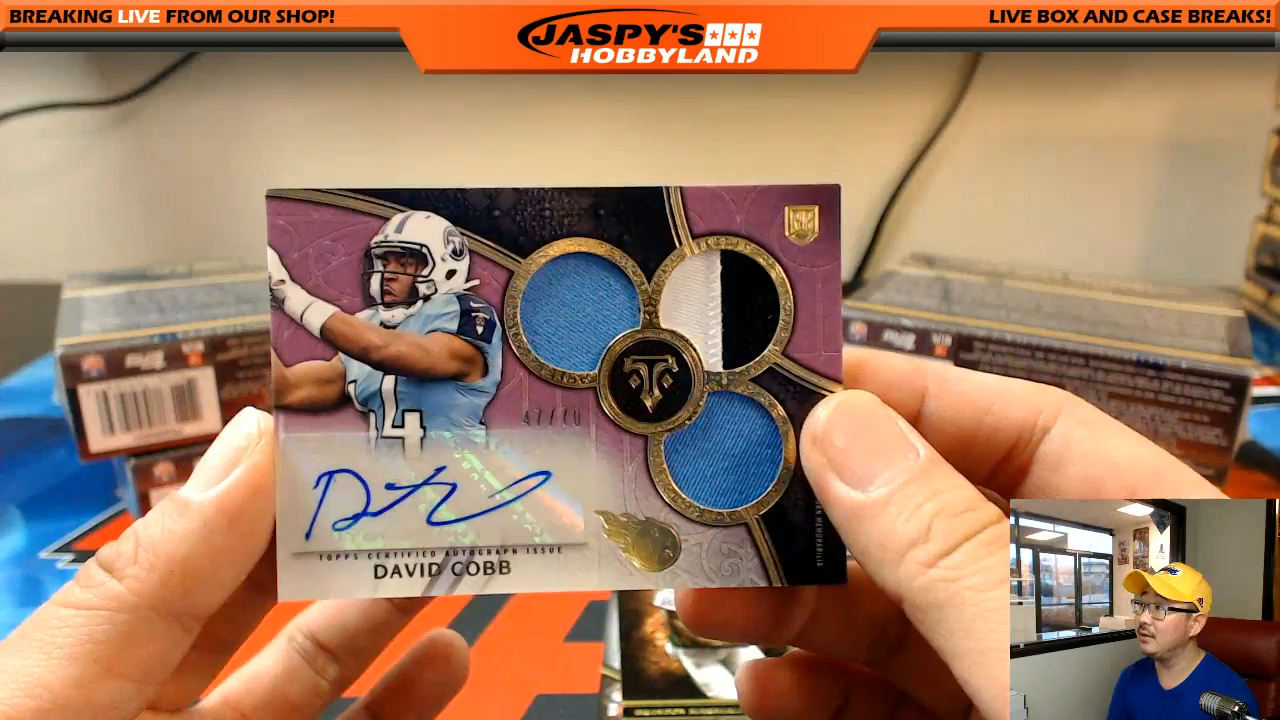 BREAKING LIVE FROM OUR SHOP!
JASPY'S
HOBBYLAND
LIVE BOX AND CASE BREAKS!
TOPPS CERTIFIED AUTOGRAPH ISSUE
DAVID COBB